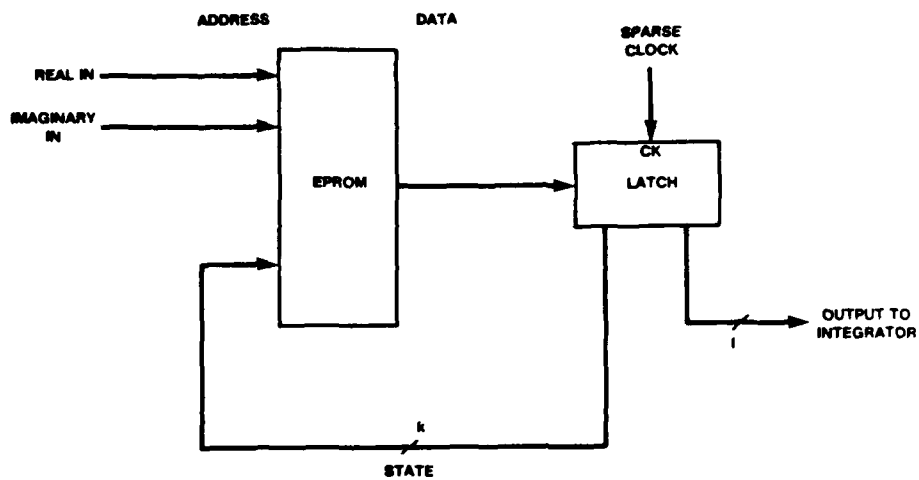 ADDRESS
DATA
SPARSE
CLOCK
REAL IN
IMAGINARY
IN
CK
EPROM
LATCH
OUTPUT TO
INTEGRATOR
l
k
STATE